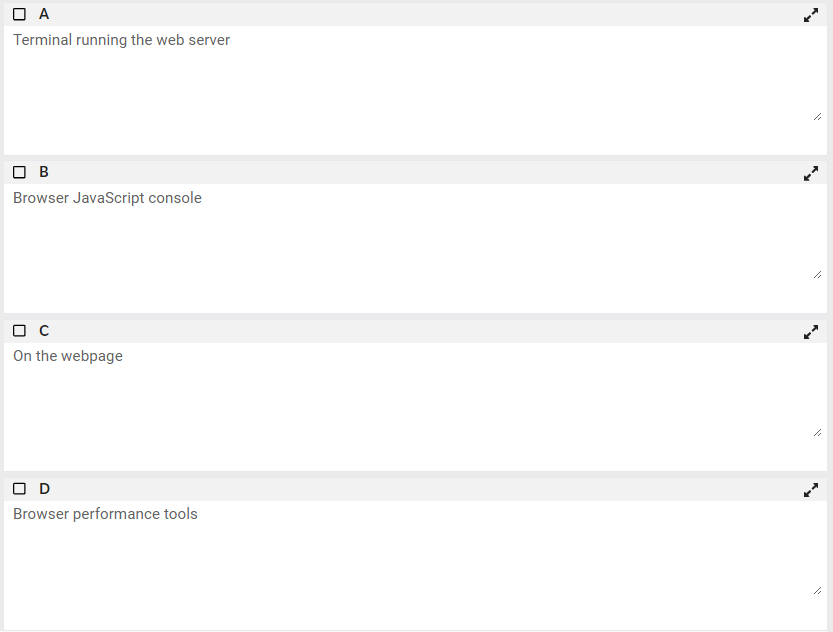 A
Terminal running the web server
B
Browser JavaScript console
C
On the webpage
D
Browser performance tools